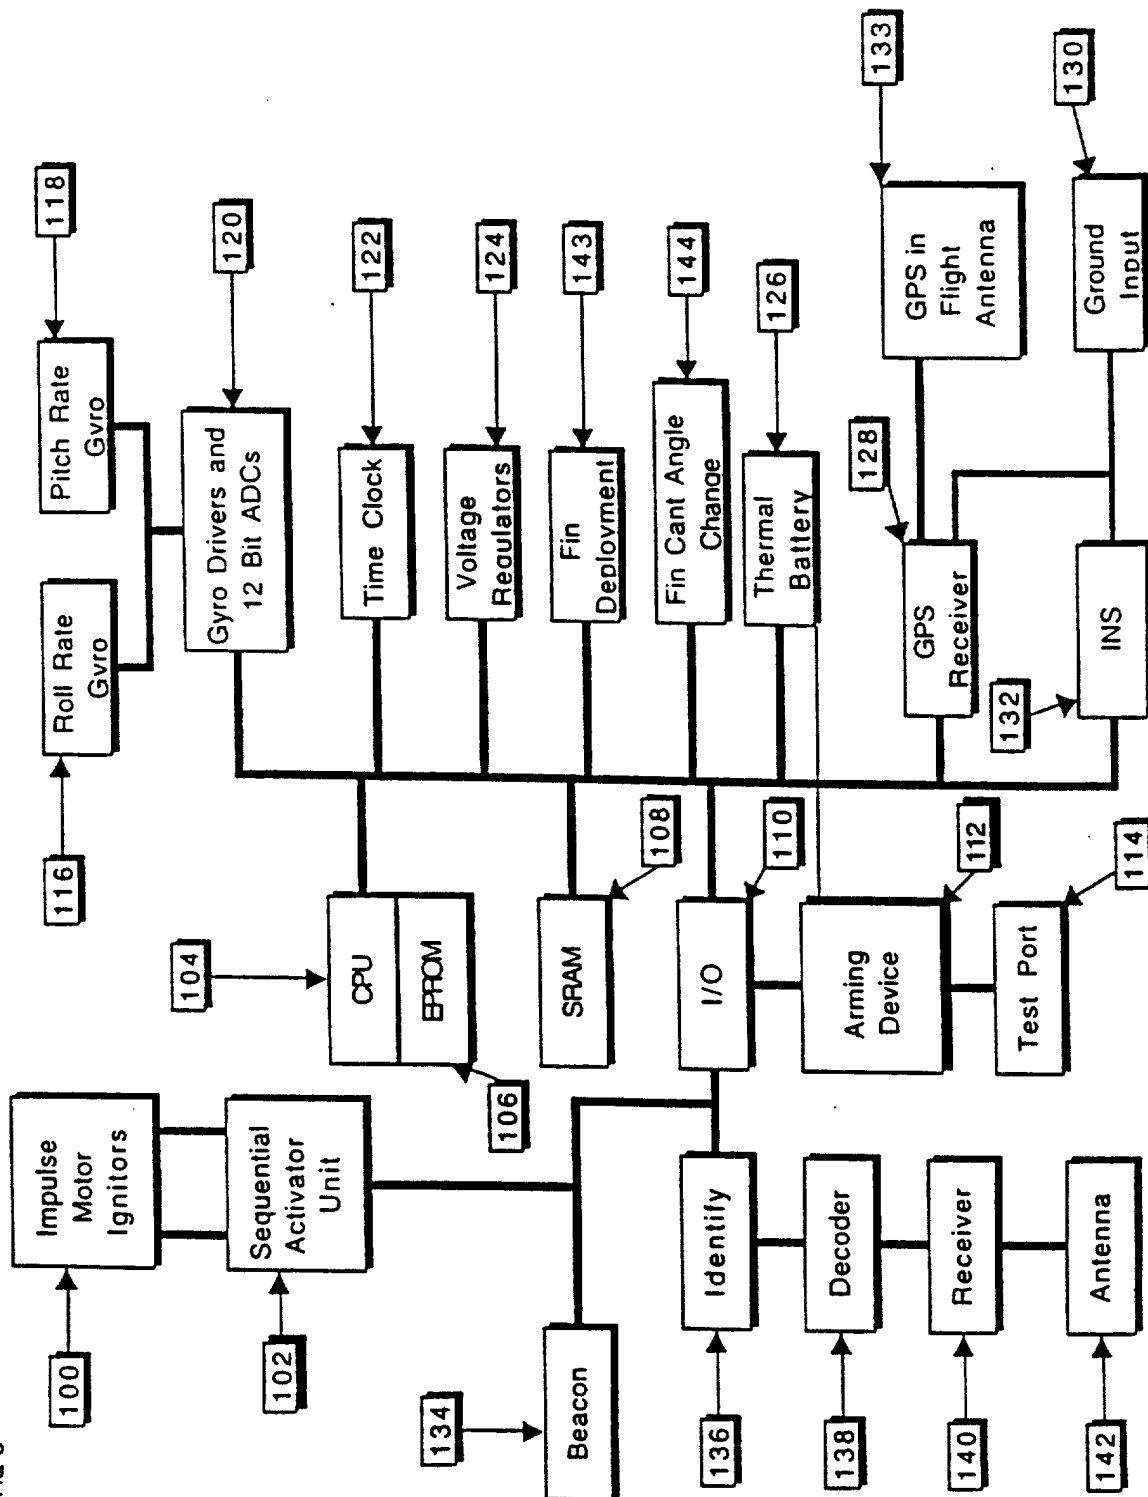 100
Impulse
Motor
Ignitors
116
Roll Rate
Gvro
Pitch Rate
Gvro
118
102
Sequential
Activator
Unit
104
Gyro Drivers and
12 Bit ADCs
120
CPU
EPROM
106
Time Clock
122
134
Beacon
Voltage
Regulators
124
SRAM
108
Fin
Deplovment
143
136
Identify
I/O
110
Fin Cant Angle
Change
144
138
Decoder
Arming
Device
112
Thermal
Battery
126
140
Receiver
128
GPS
Receiver
GPS in
Flight
Antenna
133
Test Port
114
132
142
Antenna
INS
Ground
Input
130